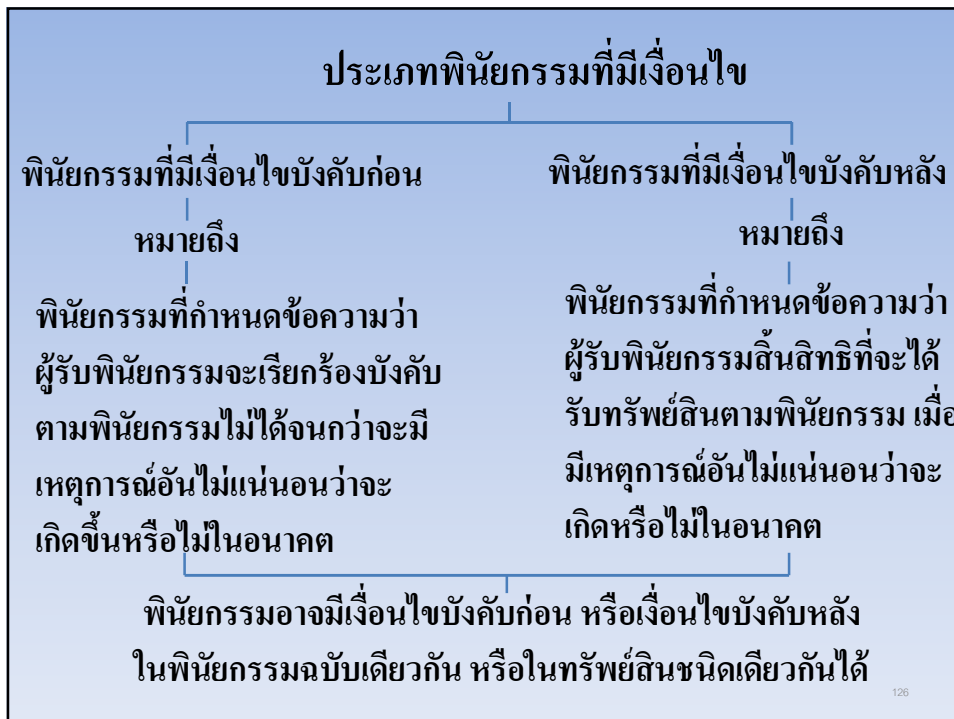 ประเภทพินัยกรรมที่มีเงื่อนไข
พินัยกรรมที่มีเงื่อนไขบังคับก่อน
หมายถึง
พินัยกรรมที่กำหนดข้อความว่า
ผู้รับพินัยกรรมจะเรียกร้องบังคับ
ตามพินัยกรรมไม่ได้จนกว่าจะมี
เหตุการณ์อันไม่แน่นอนว่าจะ
เกิดขึ้นหรือไม่ในอนาคต
พินัยกรรมที่มีเงื่อนไขบังคับหลัง
หมายถึง
พินัยกรรมที่กำหนดข้อความว่า
ผู้รับพินัยกรรมสิ้นสิทธิที่จะได้
รับทรัพย์สินตามพินัยกรรม เมื่อ
มีเหตุการณ์อันไม่แน่นอนว่าจะ
เกิดหรือไม่ในอนาคต
พินัยกรรมอาจมีเงื่อนไขบังคับก่อน หรือเงื่อนไขบังคับหลัง
ในพินัยกรรมฉบับเดียวกัน หรือในทรัพย์สินชนิดเดียวกันได้
126